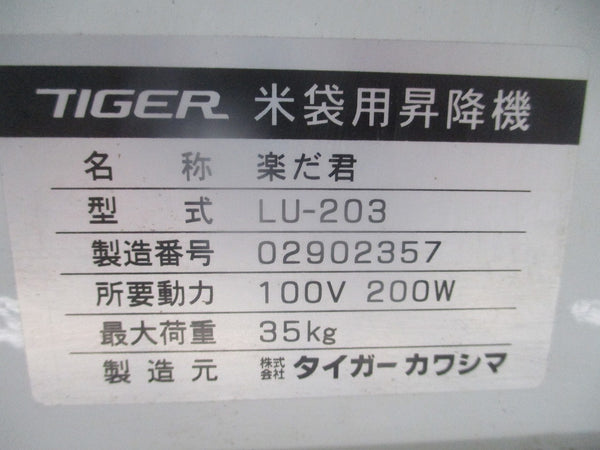 TIGER 米袋用昇降機
名称 楽だ君
型式 LU-203
製造番号 02902357
所要動力 100V 200W
最大荷重 35kg
製造元 株式会社 タイガーカワシマ